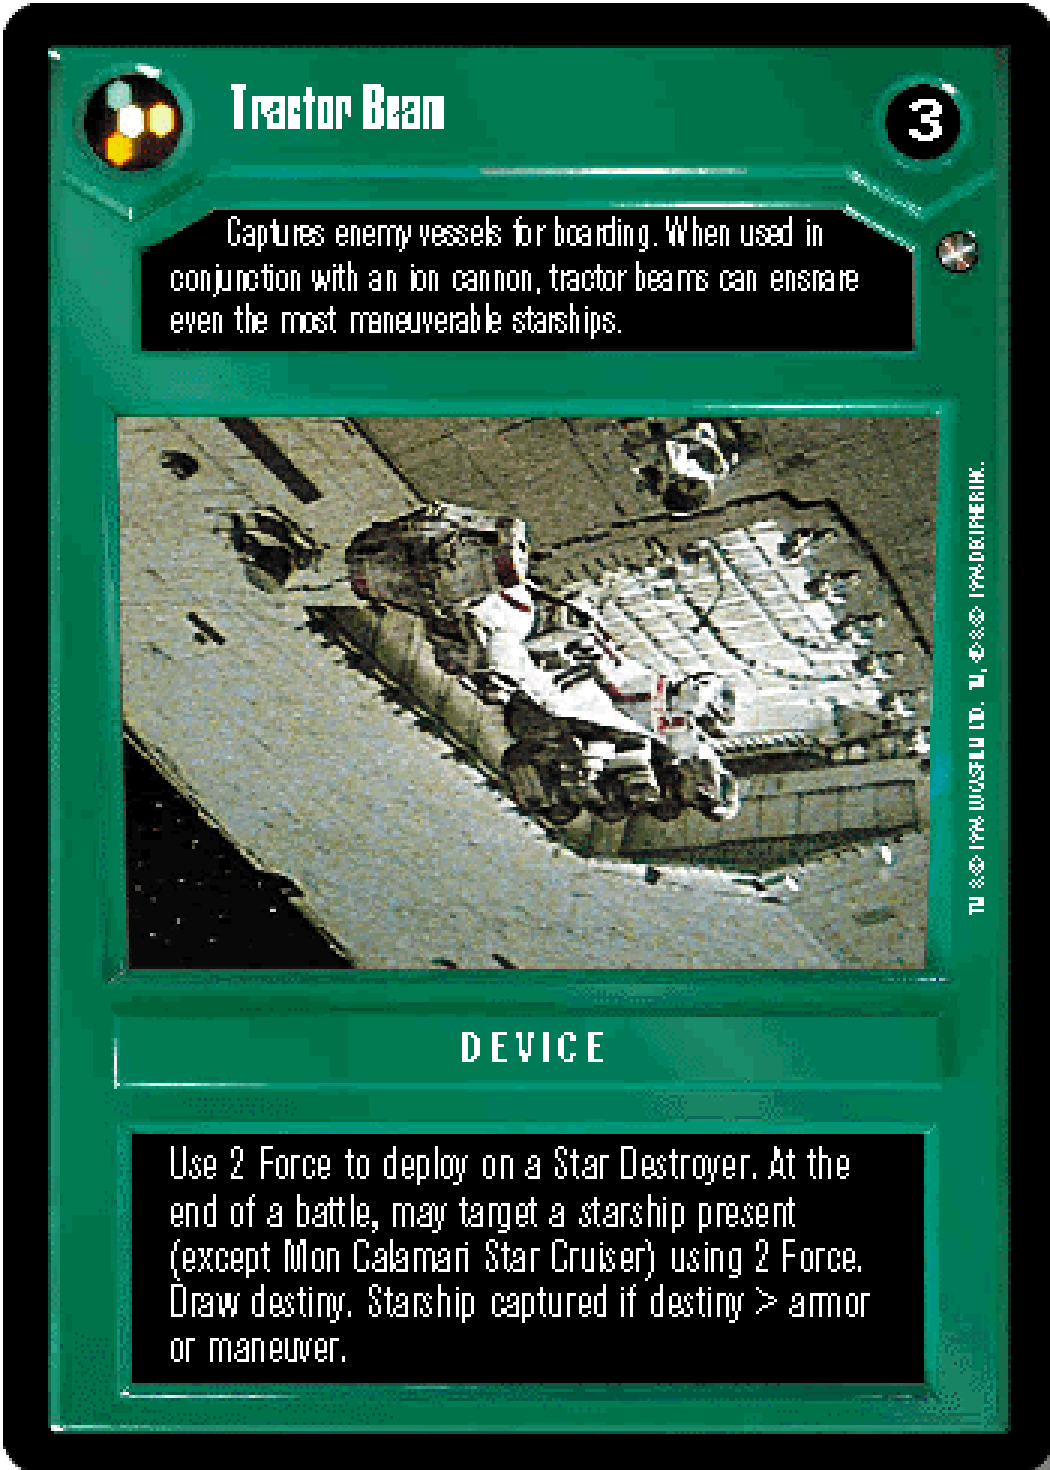 Tractor Beam
3
Captures enemy vessels for boarding. When used in
conjunction with an ion cannon, tractor beams can ensnare
even the most maneuverable starships.
DEVICE
Use 2 Force to deploy on a Star Destroyer. At the
end of a battle, may target a starship present
(except Mon Calamari Star Cruiser) using 2 Force.
Draw destiny. Starship captured if destiny > armor
or maneuver.